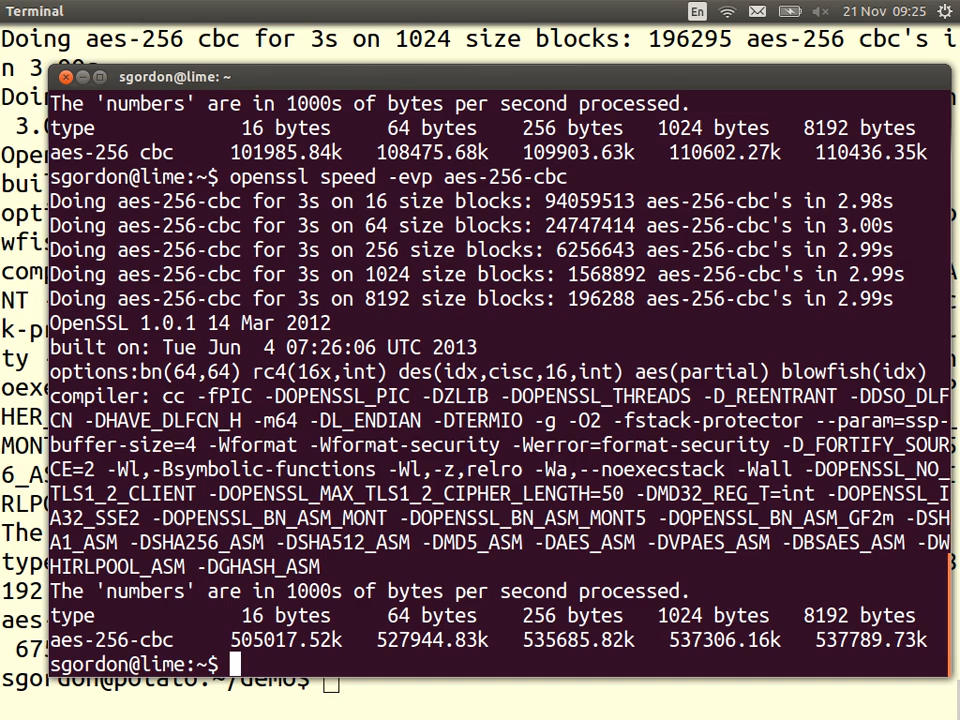 Terminal En 21 Nov 09:25
Doing aes-256 cbc for 3s on 1024 size blocks: 196295 aes-256 cbc's i
n 3.00s
sgordon@lime: ~
The 'numbers' are in 1000s of bytes per second processed.
type 16 bytes 64 bytes 256 bytes 1024 bytes 8192 bytes
aes-256 cbc 101985.84k 108475.68k 109903.63k 110602.27k 110436.35k
sgordon@lime:~$ openssl speed -evp aes-256-cbc
Doing aes-256-cbc for 3s on 16 size blocks: 94059513 aes-256-cbc's in 2.98s
Doing aes-256-cbc for 3s on 64 size blocks: 24747414 aes-256-cbc's in 3.00s
Doing aes-256-cbc for 3s on 256 size blocks: 6256643 aes-256-cbc's in 2.99s
Doing aes-256-cbc for 3s on 1024 size blocks: 1568892 aes-256-cbc's in 2.99s
Doing aes-256-cbc for 3s on 8192 size blocks: 196288 aes-256-cbc's in 2.99s
OpenSSL 1.0.1 14 Mar 2012
built on: Tue Jun  4 07:26:06 UTC 2013
options:bn(64,64) rc4(16x,int) des(idx,cisc,16,int) aes(partial) blowfish(idx)
compiler: cc -fPIC -DOPENSSL_PIC -DZLIB -DOPENSSL_THREADS -D_REENTRANT -DDSO_DLF
CN -DHAVE_DLFCN_H -m64 -DL_ENDIAN -DTERMIO -g -O2 -fstack-protector --param=ssp-
buffer-size=4 -Wformat -Wformat-security -Werror=format-security -D_FORTIFY_SOUR
CE=2 -Wl,-Bsymbolic-functions -Wl,-z,relro -Wa,--noexecstack -Wall -DOPENSSL_NO_
TLS1_2_CLIENT -DOPENSSL_MAX_TLS1_2_CIPHER_LENGTH=50 -DMD32_REG_T=int -DOPENSSL_I
A32_SSE2 -DOPENSSL_BN_ASM_MONT -DOPENSSL_BN_ASM_MONT5 -DOPENSSL_BN_ASM_GF2m -DSH
A1_ASM -DSHA256_ASM -DSHA512_ASM -DMD5_ASM -DAES_ASM -DVPAES_ASM -DBSAES_ASM -DW
HIRLPOOL_ASM -DGHASH_ASM
The 'numbers' are in 1000s of bytes per second processed.
type 16 bytes 64 bytes 256 bytes 1024 bytes 8192 bytes
aes-256-cbc 505017.52k 527944.83k 535685.82k 537306.16k 537789.73k
sgordon@lime:~$
sgordon@potato:~/demo$